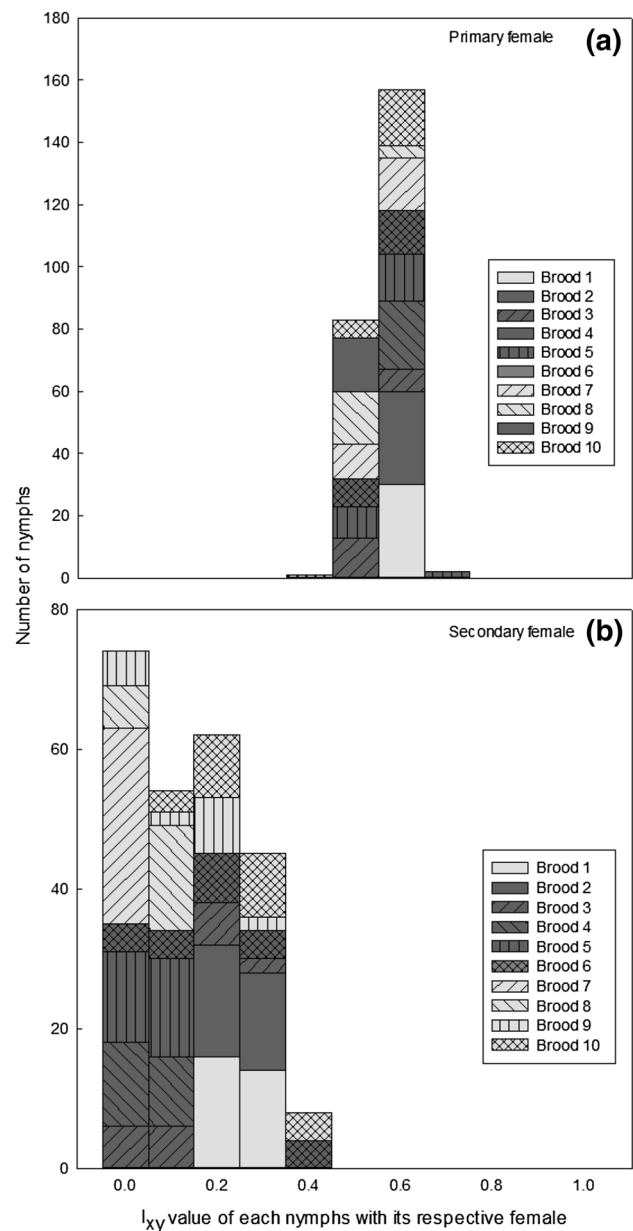 180
Primary female
(a)
160
140
120
100
80
60
40
20
0
Brood 1
Brood 2
Brood 3
Brood 4
Brood 5
Brood 6
Brood 7
Brood 8
Brood 9
Brood 10
Number of nymphs
80
Secondary female
(b)
60
40
20
0
Brood 1
Brood 2
Brood 3
Brood 4
Brood 5
Brood 6
Brood 7
Brood 8
Brood 9
Brood 10
0.0 0.2 0.4 0.6 0.8 1.0
Ixy value of each nymphs with its respective female